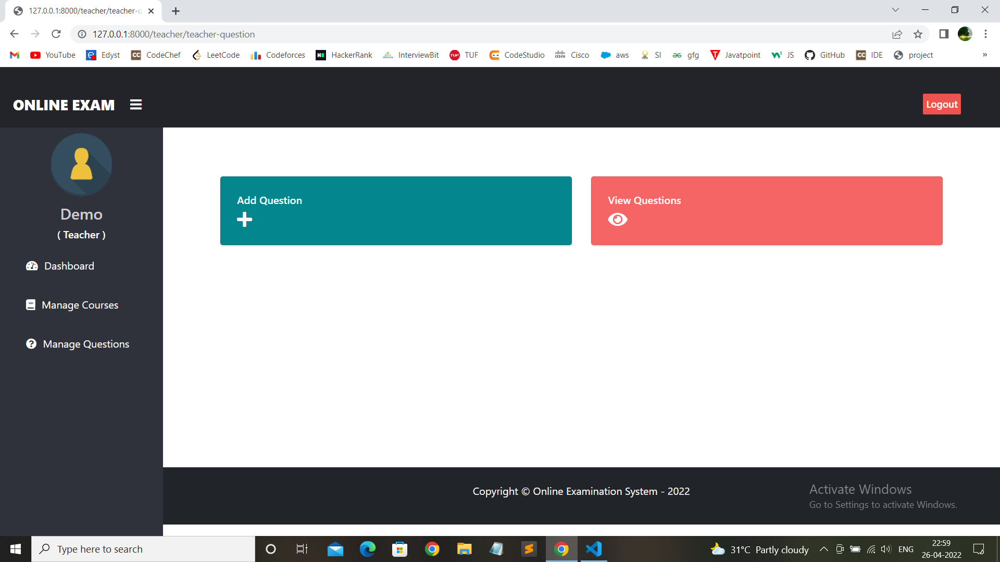 127.0.0.1:8000/teacher/teacher-q
127.0.0.1:8000/teacher/teacher-question
YouTube Edyst CodeChef LeetCode Codeforces HackerRank InterviewBit TUF CodeStudio Cisco aws SI gfg Javatpoint JS GitHub IDE project »
ONLINE EXAM
Logout
Demo
( Teacher )
Dashboard
Manage Courses
Manage Questions
Add Question
View Questions
Copyright © Online Examination System - 2022
Activate Windows
Go to Settings to activate Windows.
Type here to search
31°C Partly cloudy
ENG
22:59
26-04-2022